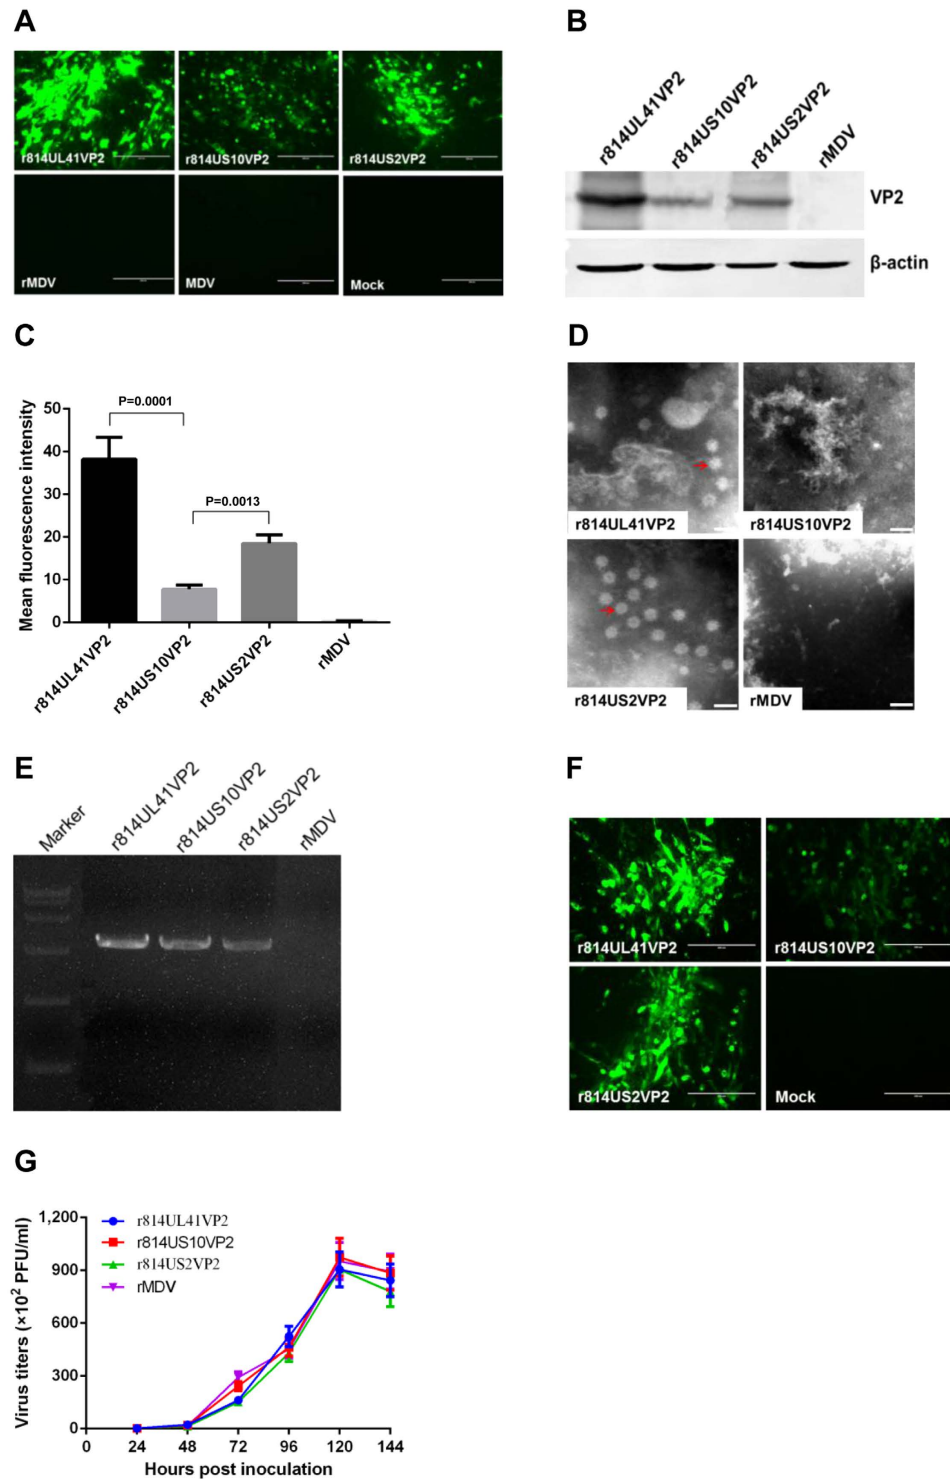 A
r814UL41VP2
r814US10VP2
r814US2VP2
rMDV
MDV
Mock
B
r814UL41VP2
r814US10VP2
r814US2VP2
rMDV
VP2
β-actin
C
Mean fluorescence intensity
50
40
30
20
10
0
P=0.0001
P=0.0013
r814UL41VP2
r814US10VP2
r814US2VP2
rMDV
D
r814UL41VP2
r814US10VP2
r814US2VP2
rMDV
E
Marker
r814UL41VP2
r814US10VP2
r814US2VP2
rMDV
F
r814UL41VP2
r814US10VP2
r814US2VP2
Mock
G
Virus titers (×10² PFU/ml)
1,200
900
600
300
0
r814UL41VP2
r814US10VP2
r814US2VP2
rMDV
0 24 48 72 96 120 144
Hours post inoculation